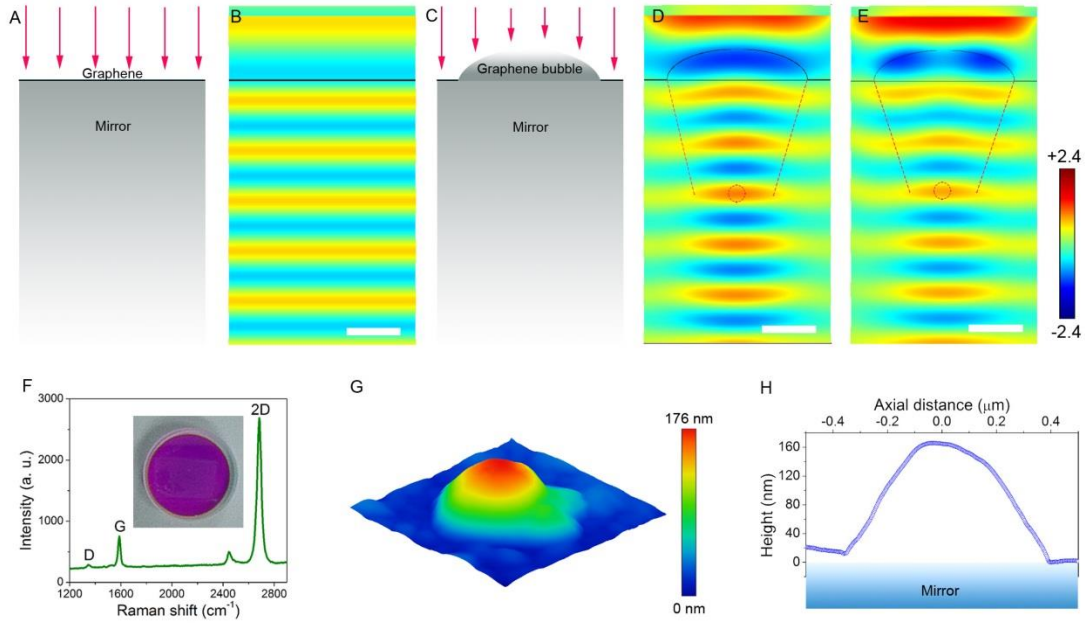 A
Graphene
Mirror
B
C
Graphene bubble
Mirror
D
E
+2.4
-2.4
F
3000
2000
1000
0
Intensity (a. u.)
D
G
2D
1200 1600 2000 2400 2800
Raman shift (cm⁻¹)
G
176 nm
0 nm
H
Axial distance (μm)
-0.4 -0.2 0.0 0.2 0.4
160
120
80
40
0
Height (nm)
Mirror